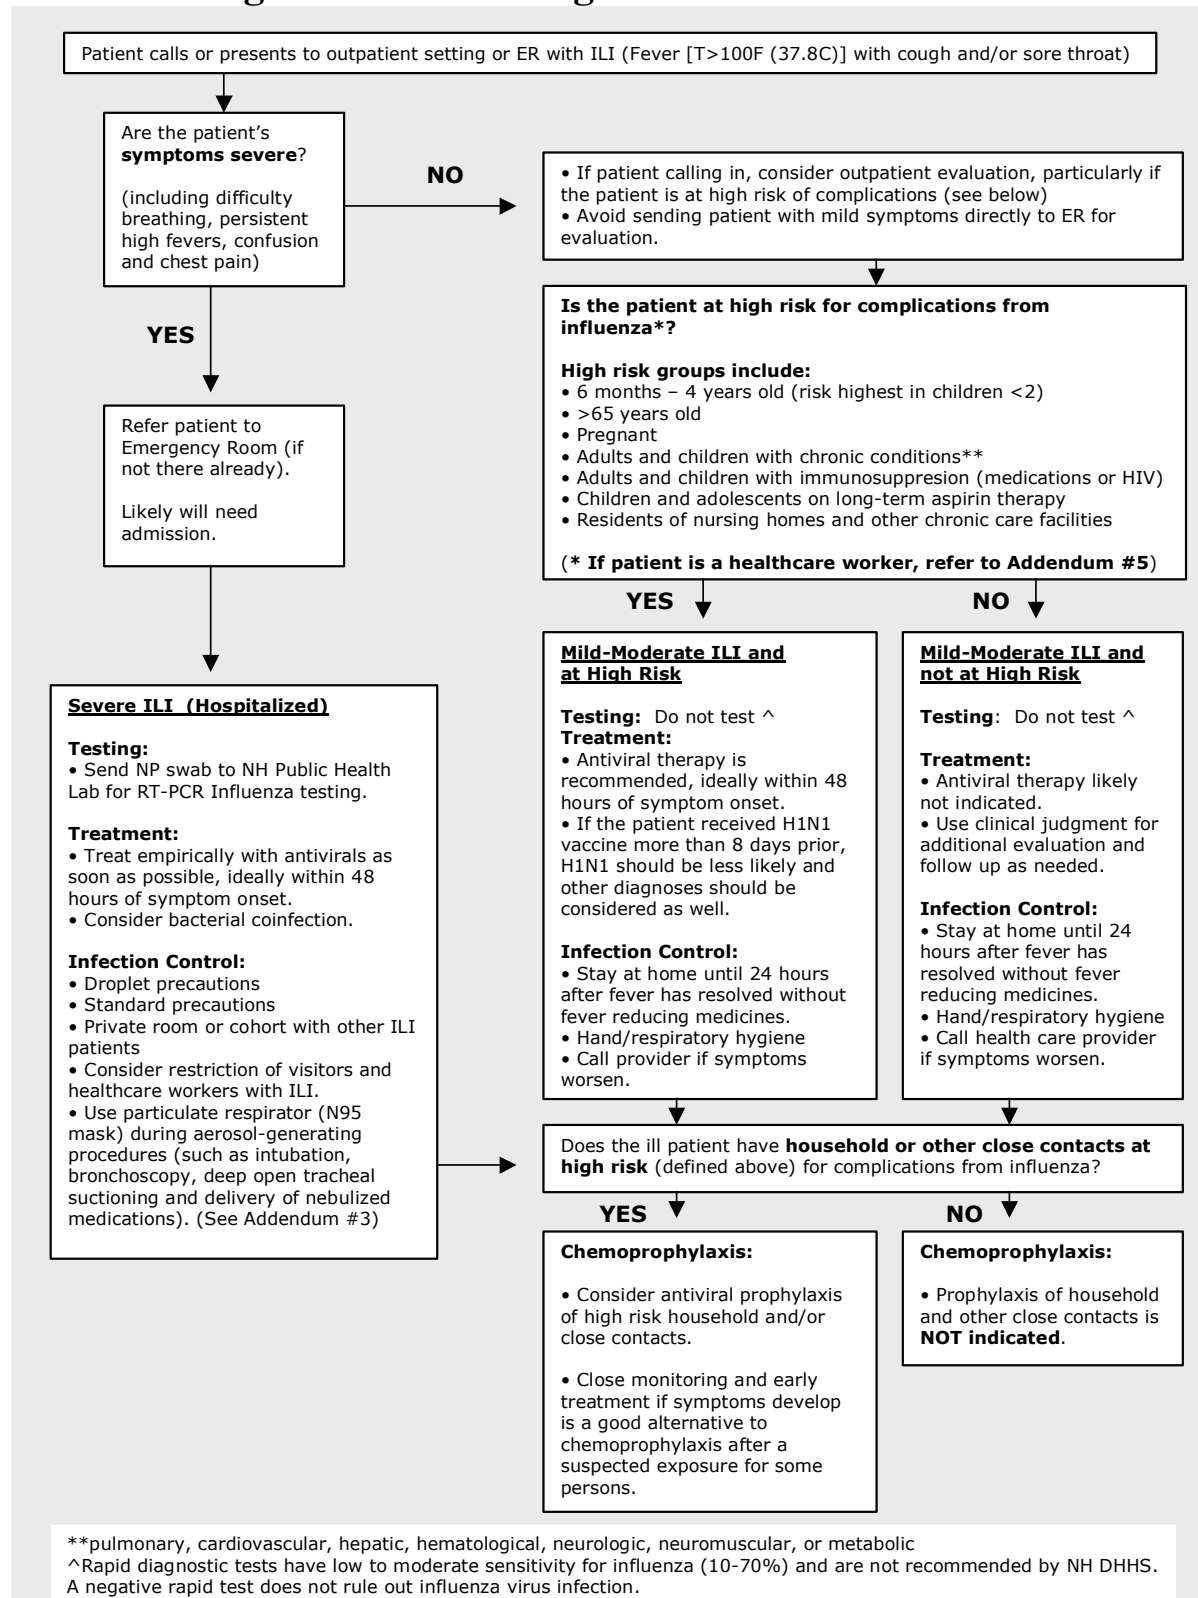 Patient calls or presents to outpatient setting or ER with ILI (Fever [T>100F (37.8C)] with cough and/or sore throat)
Are the patient’s
symptoms severe?
(including difficulty
breathing, persistent
high fevers, confusion
and chest pain)
NO
• If patient calling in, consider outpatient evaluation, particularly if
the patient is at high risk of complications (see below)
• Avoid sending patient with mild symptoms directly to ER for
evaluation.
YES
Is the patient at high risk for complications from
influenza*?
High risk groups include:
• 6 months – 4 years old (risk highest in children <2)
• >65 years old
• Pregnant
• Adults and children with chronic conditions**
• Adults and children with immunosuppresion (medications or HIV)
• Children and adolescents on long-term aspirin therapy
• Residents of nursing homes and other chronic care facilities
(* If patient is a healthcare worker, refer to Addendum #5)
Refer patient to
Emergency Room (if
not there already).
Likely will need
admission.
YES
NO
Severe ILI (Hospitalized)
Testing:
• Send NP swab to NH Public Health
Lab for RT-PCR Influenza testing.
Treatment:
• Treat empirically with antivirals as
soon as possible, ideally within 48
hours of symptom onset.
• Consider bacterial coinfection.
Infection Control:
• Droplet precautions
• Standard precautions
• Private room or cohort with other ILI
patients
• Consider restriction of visitors and
healthcare workers with ILI.
• Use particulate respirator (N95
mask) during aerosol-generating
procedures (such as intubation,
bronchoscopy, deep open tracheal
suctioning and delivery of nebulized
medications). (See Addendum #3)
Mild-Moderate ILI and
at High Risk
Testing: Do not test ^
Treatment:
• Antiviral therapy is
recommended, ideally within 48
hours of symptom onset.
• If the patient received H1N1
vaccine more than 8 days prior,
H1N1 should be less likely and
other diagnoses should be
considered as well.
Infection Control:
• Stay at home until 24 hours
after fever has resolved without
fever reducing medicines.
• Hand/respiratory hygiene
• Call provider if symptoms
worsen.
Mild-Moderate ILI and
not at High Risk
Testing: Do not test ^
Treatment:
• Antiviral therapy likely
not indicated.
• Use clinical judgment for
additional evaluation and
follow up as needed.
Infection Control:
• Stay at home until 24
hours after fever has
resolved without fever
reducing medicines.
• Hand/respiratory hygiene
• Call health care provider
if symptoms worsen.
Does the ill patient have household or other close contacts at
high risk (defined above) for complications from influenza?
YES
NO
Chemoprophylaxis:
• Consider antiviral prophylaxis
of high risk household and/or
close contacts.
• Close monitoring and early
treatment if symptoms develop
is a good alternative to
chemoprophylaxis after a
suspected exposure for some
persons.
Chemoprophylaxis:
• Prophylaxis of household
and other close contacts is
NOT indicated.
**pulmonary, cardiovascular, hepatic, hematological, neurologic, neuromuscular, or metabolic
^Rapid diagnostic tests have low to moderate sensitivity for influenza (10-70%) and are not recommended by NH DHHS.
A negative rapid test does not rule out influenza virus infection.